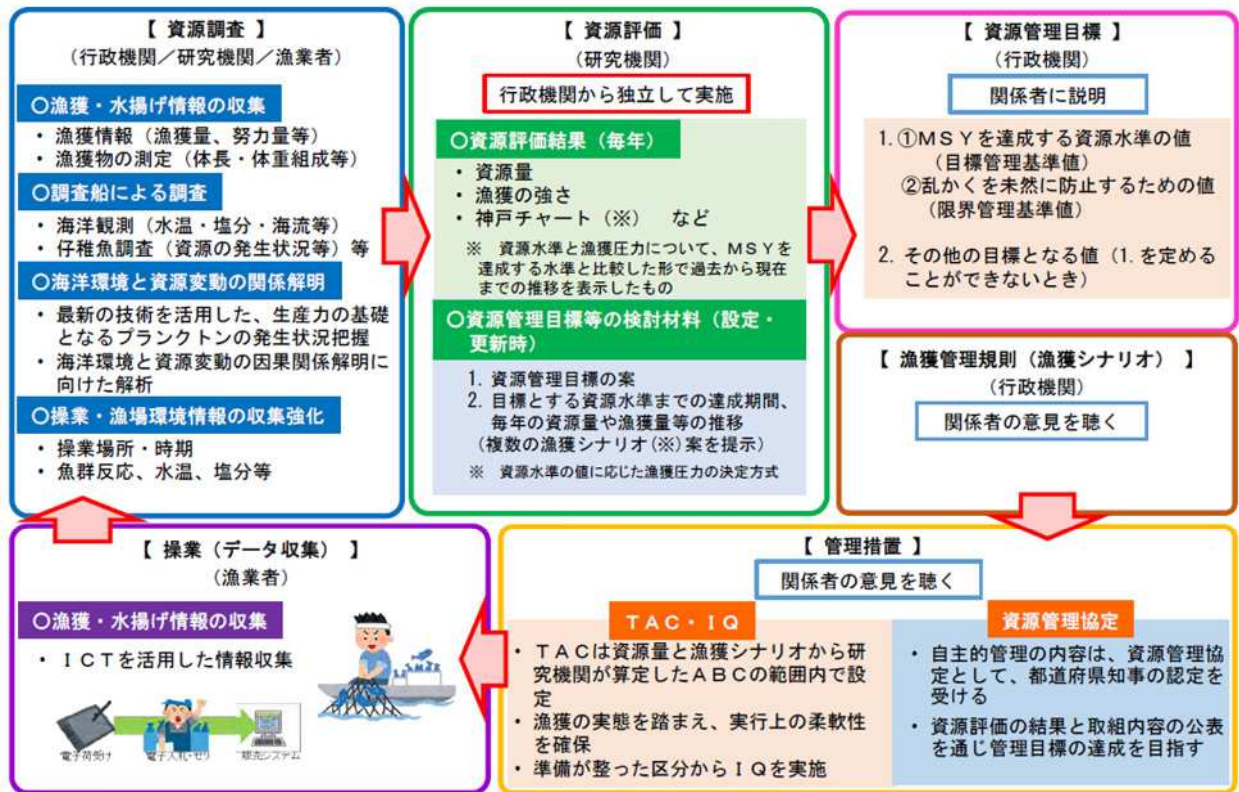 【 資源調査 】
（行政機関／研究機関／漁業者）
〇漁獲・水揚げ情報の収集
・ 漁獲情報（漁獲量、努力量等）
・ 漁獲物の測定（体長・体重組成等）
〇調査船による調査
・ 海洋観測（水温・塩分・海流等）
・ 仔稚魚調査（資源の発生状況等）等
〇海洋環境と資源変動の関係解明
・ 最新の技術を活用した、生産力の基礎
となるプランクトンの発生状況把握
・ 海洋環境と資源変動の因果関係解明に
向けた解析
〇操業・漁場環境情報の収集強化
・ 操業場所・時期
・ 魚群反応、水温、塩分等
【 資源評価 】
（研究機関）
行政機関から独立して実施
〇資源評価結果（毎年）
・ 資源量
・ 漁獲の強さ
・ 神戸チャート（※） など
※ 資源水準と漁獲圧力について、ＭＳＹを
達成する水準と比較した形で過去から現在
までの推移を表示したもの
〇資源管理目標等の検討材料（設定・
更新時）
1. 資源管理目標の案
2. 目標とする資源水準までの達成期間、
毎年の資源量や漁獲量等の推移
（複数の漁獲シナリオ(※)案を提示）
※ 資源水準の値に応じた漁獲圧力の決定方式
【 資源管理目標 】
（行政機関）
関係者に説明
1. ①ＭＳＹを達成する資源水準の値
（目標管理基準値）
②乱かくを未然に防止するための値
（限界管理基準値）
2. その他の目標となる値（1. を定める
ことができないとき）
【 漁獲管理規則（漁獲シナリオ） 】
（行政機関）
関係者の意見を聴く
【 管理措置 】
関係者の意見を聴く
ＴＡＣ・ＩＱ
・ ＴＡＣは資源量と漁獲シナリオから研
究機関が算定したＡＢＣの範囲内で設
定
・ 漁獲の実態を踏まえ、実行上の柔軟性
を確保
・ 準備が整った区分からＩＱを実施
資源管理協定
・ 自主的管理の内容は、資源管理協
定として、都道府県知事の認定を
受ける
・ 資源評価の結果と取組内容の公表
を通じ管理目標の達成を目指す
【 操業（データ収集） 】
（漁業者）
〇漁獲・水揚げ情報の収集
・ ＩＣＴを活用した情報収集
電子荷受け
電子入札・セリ
販売システム